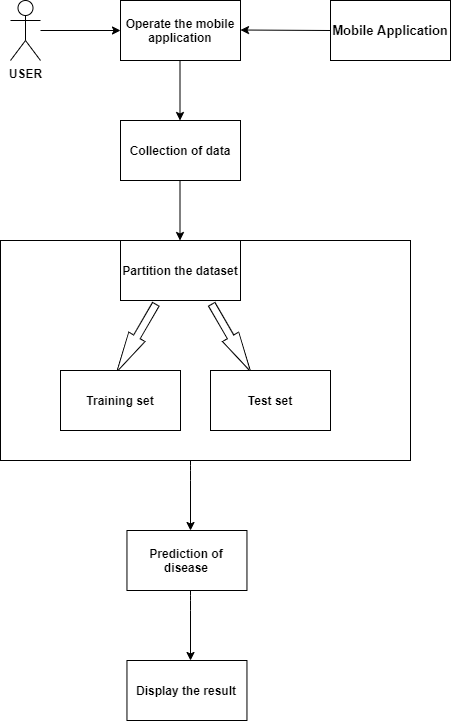 Operate the mobile
application
Mobile Application
USER
Collection of data
Partition the dataset
Training set
Test set
Prediction of
disease
Display the result